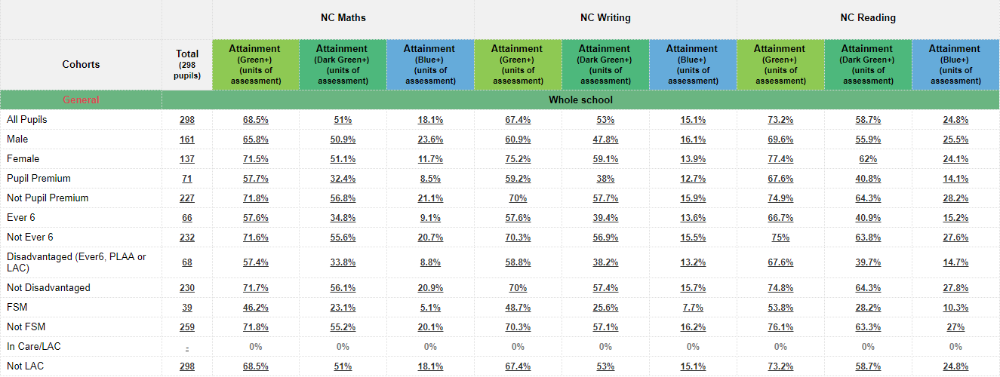 NC Maths NC Writing NC Reading
Cohorts Total (298 pupils) Attainment (Green+) (units of assessment) Attainment (Dark Green+) (units of assessment) Attainment (Blue+) (units of assessment) Attainment (Green+) (units of assessment) Attainment (Dark Green+) (units of assessment) Attainment (Blue+) (units of assessment) Attainment (Green+) (units of assessment) Attainment (Dark Green+) (units of assessment) Attainment (Blue+) (units of assessment)
General Whole school
All Pupils 298 68.5% 51% 18.1% 67.4% 53% 15.1% 73.2% 58.7% 24.8%
Male 161 65.8% 50.9% 23.6% 60.9% 47.8% 16.1% 69.6% 55.9% 25.5%
Female 137 71.5% 51.1% 11.7% 75.2% 59.1% 13.9% 77.4% 62% 24.1%
Pupil Premium 71 57.7% 32.4% 8.5% 59.2% 38% 12.7% 67.6% 40.8% 14.1%
Not Pupil Premium 227 71.8% 56.8% 21.1% 70% 57.7% 15.9% 74.9% 64.3% 28.2%
Ever 6 66 57.6% 34.8% 9.1% 57.6% 39.4% 13.6% 66.7% 40.9% 15.2%
Not Ever 6 232 71.6% 55.6% 20.7% 70.3% 56.9% 15.5% 75% 63.8% 27.6%
Disadvantaged (Ever6, PLAA or LAC) 68 57.4% 33.8% 8.8% 58.8% 38.2% 13.2% 67.6% 39.7% 14.7%
Not Disadvantaged 230 71.7% 56.1% 20.9% 70% 57.4% 15.7% 74.8% 64.3% 27.8%
FSM 39 46.2% 23.1% 5.1% 48.7% 25.6% 7.7% 53.8% 28.2% 10.3%
Not FSM 259 71.8% 55.2% 20.1% 70.3% 57.1% 16.2% 76.1% 63.3% 27%
In Care/LAC - 0% 0% 0% 0% 0% 0% 0% 0% 0%
Not LAC 298 68.5% 51% 18.1% 67.4% 53% 15.1% 73.2% 58.7% 24.8%